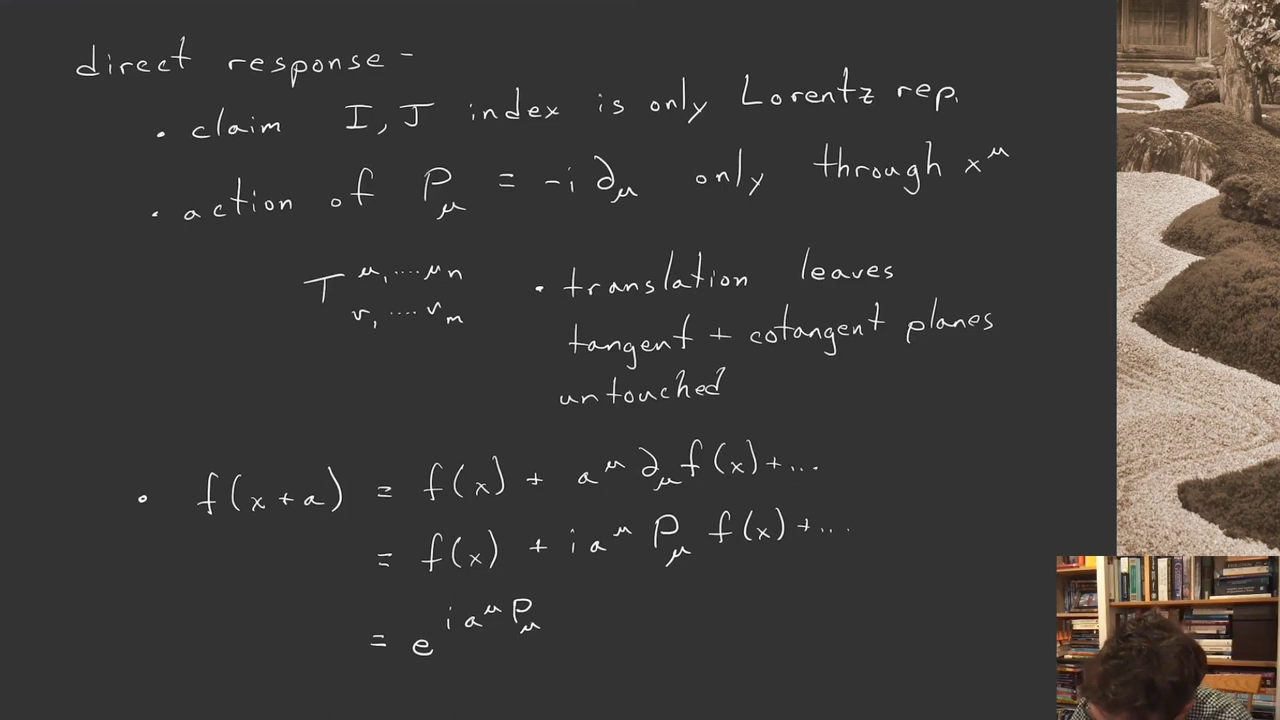 direct response -
• claim I, J index is only Lorentz rep.
• action of P_μ = -i ∂_μ only through x^μ
T^{μ_1 .... μ_n}_{ν_1 .... ν_m}
• translation leaves
tangent + cotangent planes
untouched
• f(x+a) = f(x) + a^μ ∂_μ f(x) + ...
= f(x) + i a^μ P_μ f(x) + ...
= e^{i a^μ P_μ}